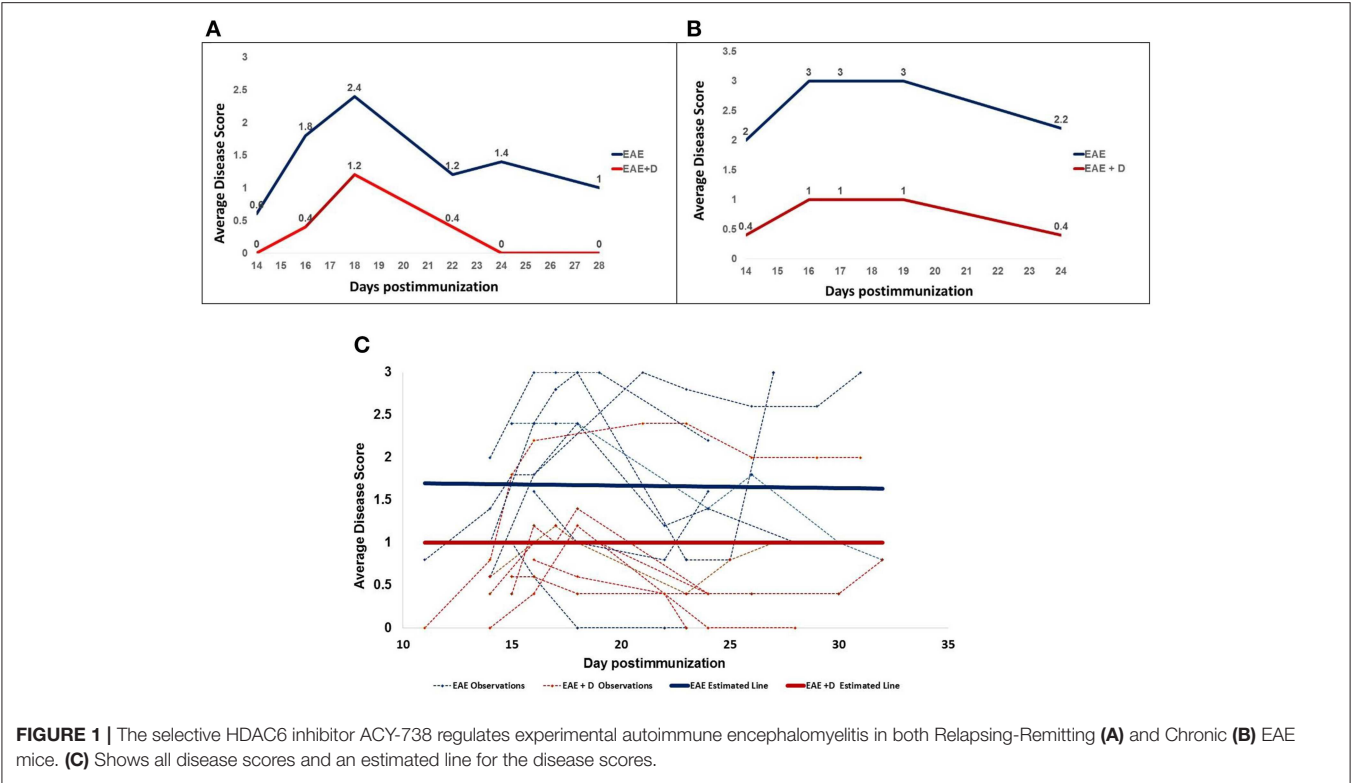 A
3
2.5
2
1.5
1
0.5
0
Average Disease Score
0.6
1.8
2.4
1.2
1.4
1
0
0.4
1.2
0.4
0
0
EAE
EAE+D
14 15 16 17 18 19 20 21 22 23 24 25 26 27 28
Days postimmunization
B
3.5
3
2.5
2
1.5
1
0.5
0
Average Disease Score
2
3
3
3
2.2
0.4
1
1
1
0.4
EAE
EAE + D
14 15 16 17 18 19 20 21 22 23 24
Days postimmunization
C
3
2.5
2
1.5
1
0.5
0
Average Disease Score
10 15 20 25 30 35
Day postimmunization
EAE Observations EAE + D Observations EAE Estimated Line EAE +D Estimated Line
FIGURE 1 | The selective HDAC6 inhibitor ACY-738 regulates experimental autoimmune encephalomyelitis in both Relapsing-Remitting (A) and Chronic (B) EAE
mice. (C) Shows all disease scores and an estimated line for the disease scores.